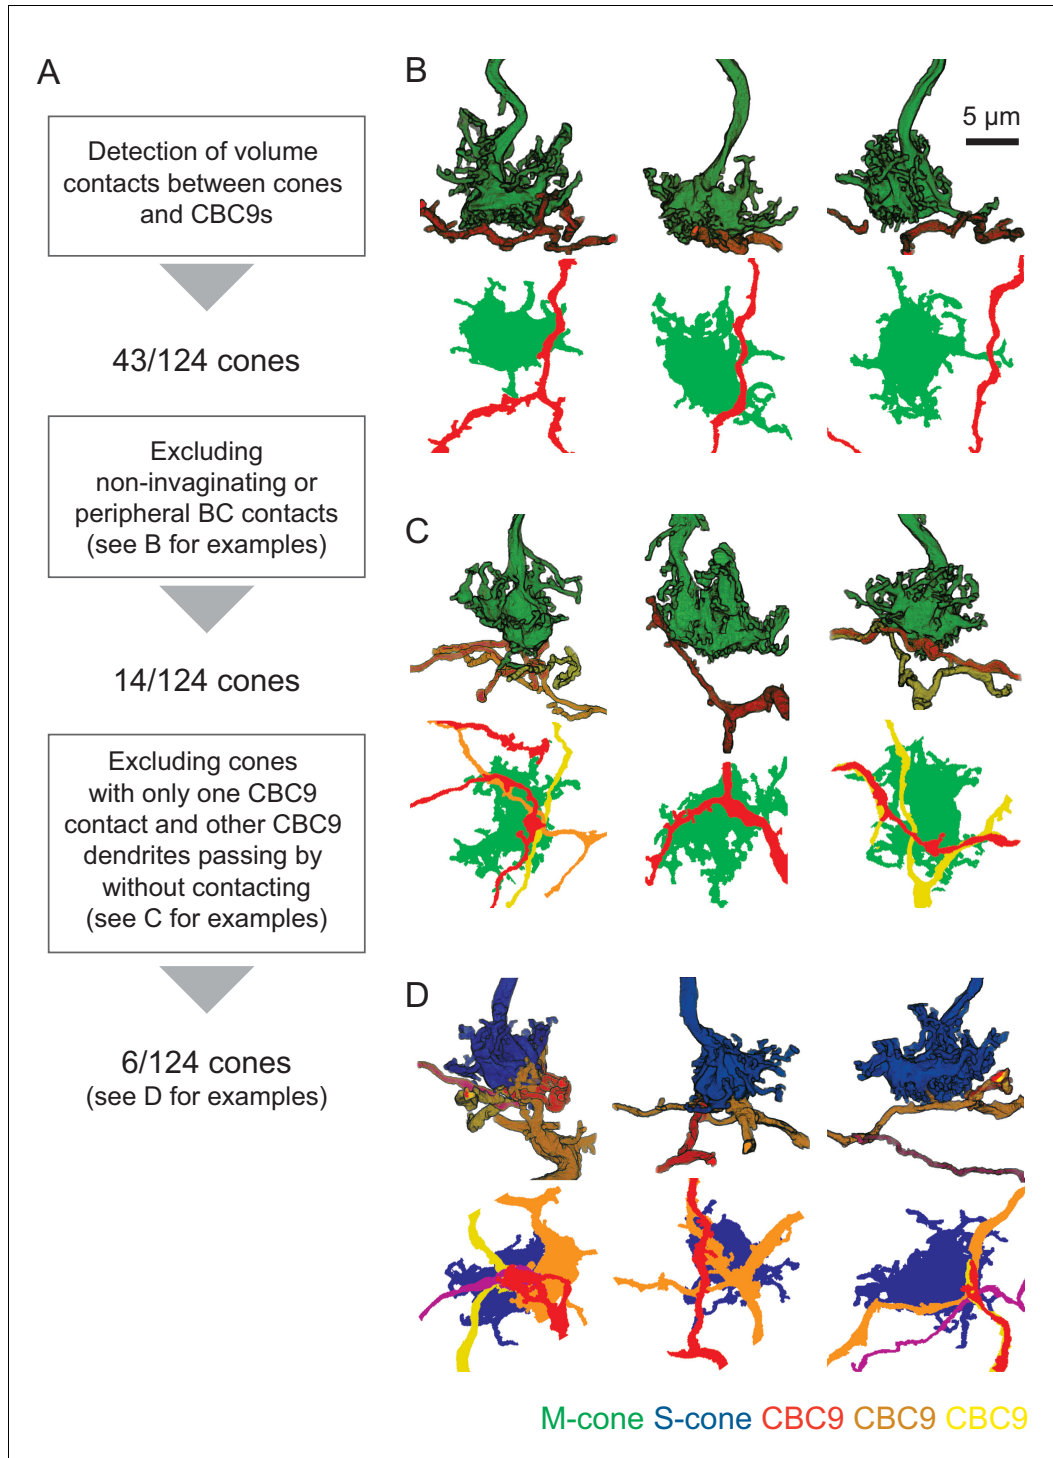 A
Detection of volume
contacts between cones
and CBC9s
43/124 cones
Excluding
non-invaginating or
peripheral BC contacts
(see B for examples)
14/124 cones
Excluding cones
with only one CBC9
contact and other CBC9
dendrites passing by
without contacting
(see C for examples)
6/124 cones
(see D for examples)
B
5 µm
C
D
M-cone S-cone CBC9 CBC9 CBC9